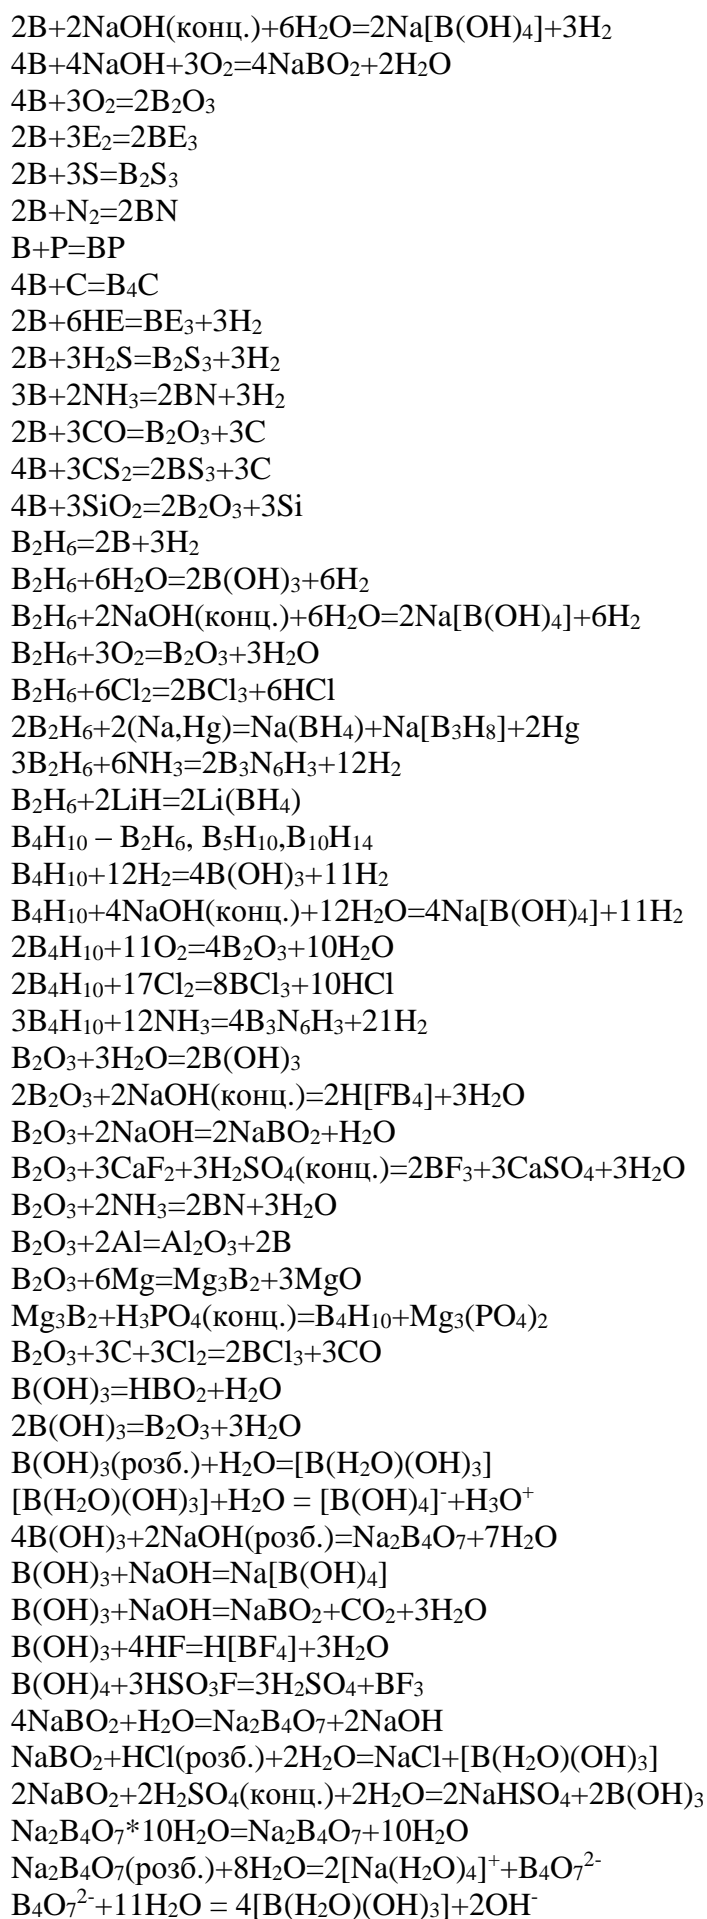 2B+2NaOH(конц.)+6H₂O=2Na[B(OH)₄]+3H₂
4B+4NaOH+3O₂=4NaBO₂+2H₂O
4B+3O₂=2B₂O₃
2B+3E₂=2BE₃
2B+3S=B₂S₃
2B+N₂=2BN
B+P=BP
4B+C=B₄C
2B+6HE=BE₃+3H₂
2B+3H₂S=B₂S₃+3H₂
3B+2NH₃=2BN+3H₂
2B+3CO=B₂O₃+3C
4B+3CS₂=2BS₃+3C
4B+3SiO₂=2B₂O₃+3Si
B₂H₆=2B+3H₂
B₂H₆+6H₂O=2B(OH)₃+6H₂
B₂H₆+2NaOH(конц.)+6H₂O=2Na[B(OH)₄]+6H₂
B₂H₆+3O₂=B₂O₃+3H₂O
B₂H₆+6Cl₂=2BCl₃+6HCl
2B₂H₆+2(Na,Hg)=Na(BH₄)+Na[B₃H₈]+2Hg
3B₂H₆+6NH₃=2B₃N₆H₃+12H₂
B₂H₆+2LiH=2Li(BH₄)
B₄H₁₀ – B₂H₆, B₅H₁₀,B₁₀H₁₄
B₄H₁₀+12H₂=4B(OH)₃+11H₂
B₄H₁₀+4NaOH(конц.)+12H₂O=4Na[B(OH)₄]+11H₂
2B₄H₁₀+11O₂=4B₂O₃+10H₂O
2B₄H₁₀+17Cl₂=8BCl₃+10HCl
3B₄H₁₀+12NH₃=4B₃N₆H₃+21H₂
B₂O₃+3H₂O=2B(OH)₃
2B₂O₃+2NaOH(конц.)=2H[FB₄]+3H₂O
B₂O₃+2NaOH=2NaBO₂+H₂O
B₂O₃+3CaF₂+3H₂SO₄(конц.)=2BF₃+3CaSO₄+3H₂O
B₂O₃+2NH₃=2BN+3H₂O
B₂O₃+2Al=Al₂O₃+2B
B₂O₃+6Mg=Mg₃B₂+3MgO
Mg₃B₂+H₃PO₄(конц.)=B₄H₁₀+Mg₃(PO₄)₂
B₂O₃+3C+3Cl₂=2BCl₃+3CO
B(OH)₃=HBO₂+H₂O
2B(OH)₃=B₂O₃+3H₂O
B(OH)₃(розб.)+H₂O=[B(H₂O)(OH)₃]
[B(H₂O)(OH)₃]+H₂O = [B(OH)₄]⁻+H₃O⁺
4B(OH)₃+2NaOH(розб.)=Na₂B₄O₇+7H₂O
B(OH)₃+NaOH=Na[B(OH)₄]
B(OH)₃+NaOH=NaBO₂+CO₂+3H₂O
B(OH)₃+4HF=H[BF₄]+3H₂O
B(OH)₄+3HSO₃F=3H₂SO₄+BF₃
4NaBO₂+H₂O=Na₂B₄O₇+2NaOH
NaBO₂+HCl(розб.)+2H₂O=NaCl+[B(H₂O)(OH)₃]
2NaBO₂+2H₂SO₄(конц.)+2H₂O=2NaHSO₄+2B(OH)₃
Na₂B₄O₇*10H₂O=Na₂B₄O₇+10H₂O
Na₂B₄O₇(розб.)+8H₂O=2[Na(H₂O)₄]⁺+B₄O₇²⁻
B₄O₇²⁻+11H₂O = 4[B(H₂O)(OH)₃]+2OH⁻